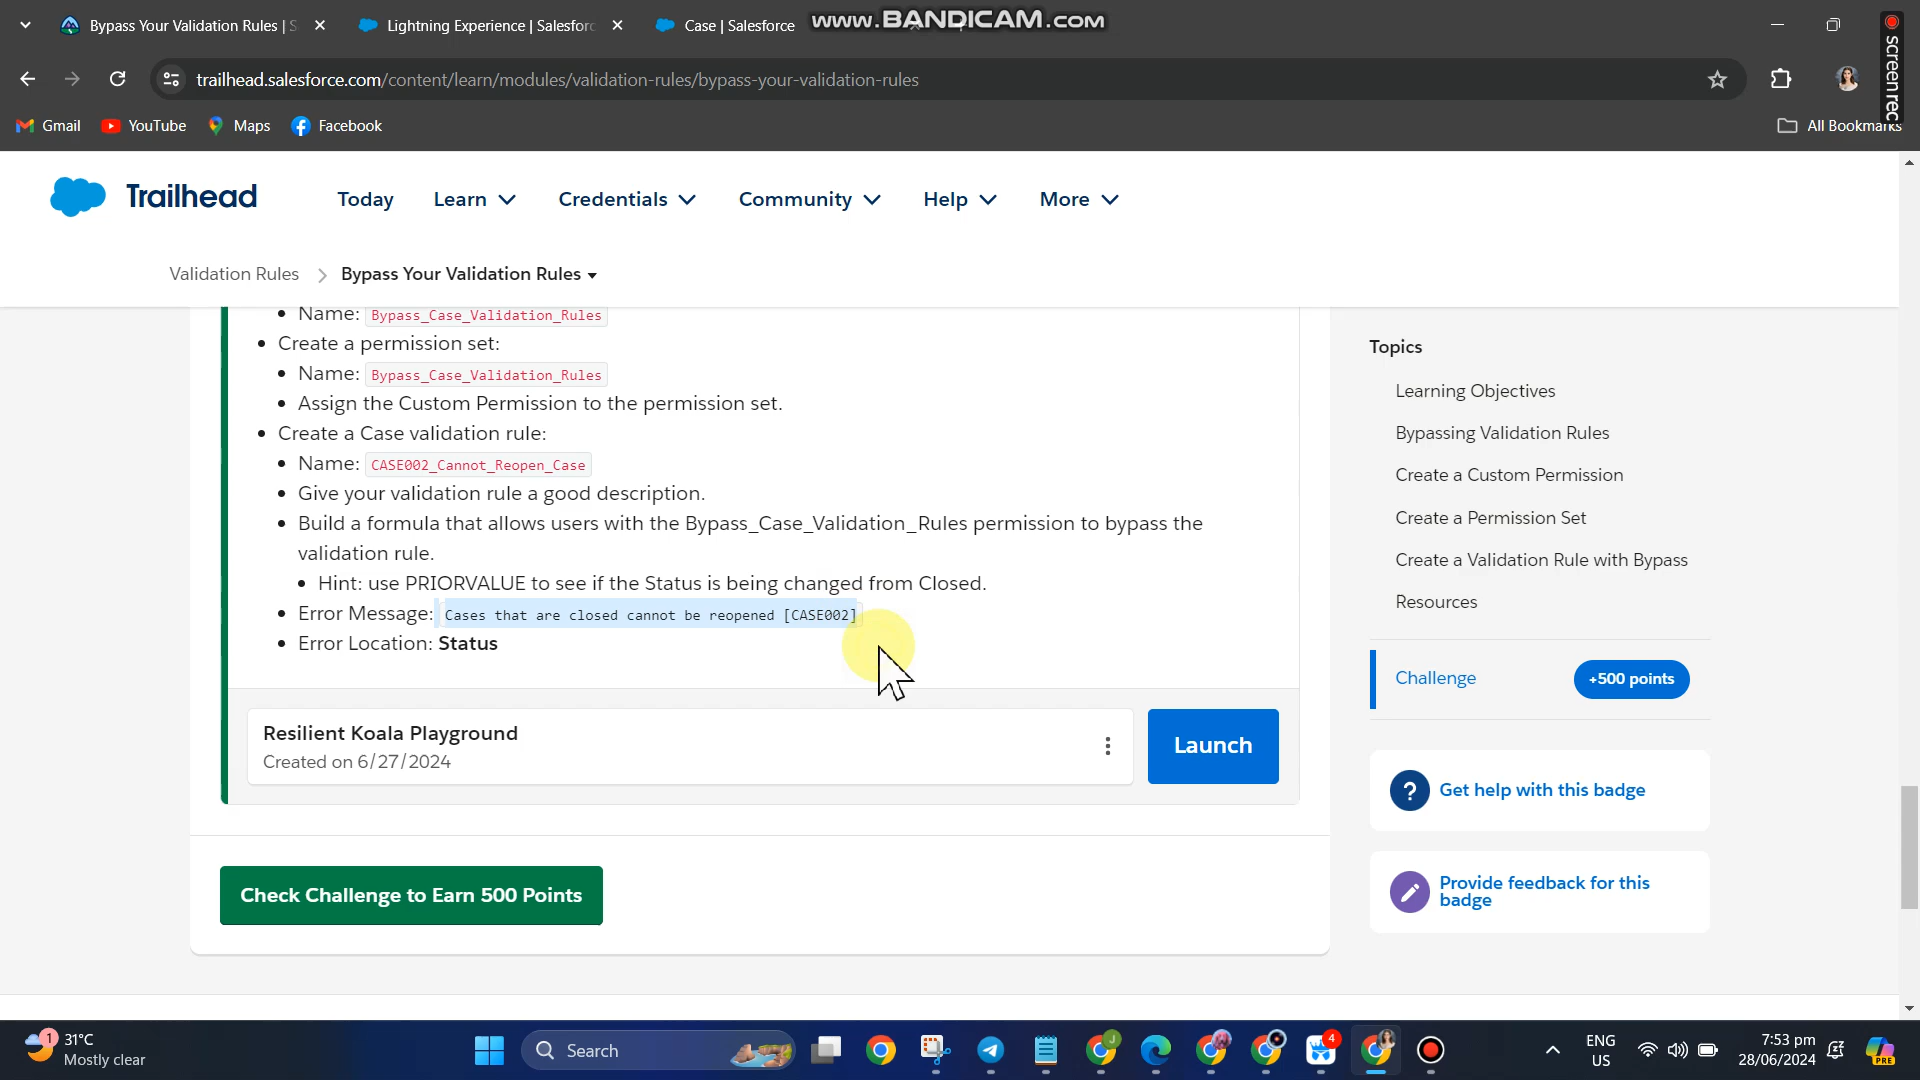 Bypass Your Validation Rules | S
Lightning Experience | Salesforc
Case | Salesforce
www.BANDICAM.com
trailhead.salesforce.com/content/learn/modules/validation-rules/bypass-your-validation-rules
screen rec
Gmail
YouTube
Maps
Facebook
All Bookmarks
Trailhead
Today
Learn
Credentials
Community
Help
More
Validation Rules
Bypass Your Validation Rules
Name: Bypass_Case_Validation_Rules
Create a permission set:
Name: Bypass_Case_Validation_Rules
Assign the Custom Permission to the permission set.
Create a Case validation rule:
Name: CASE002_Cannot_Reopen_Case
Give your validation rule a good description.
Build a formula that allows users with the Bypass_Case_Validation_Rules permission to bypass the
validation rule.
Hint: use PRIORVALUE to see if the Status is being changed from Closed.
Error Message: Cases that are closed cannot be reopened [CASE002]
Error Location: Status
Resilient Koala Playground
Created on 6/27/2024
Launch
Check Challenge to Earn 500 Points
Topics
Learning Objectives
Bypassing Validation Rules
Create a Custom Permission
Create a Permission Set
Create a Validation Rule with Bypass
Resources
Challenge
+500 points
? Get help with this badge
Provide feedback for this
badge
1
31°C
Mostly clear
Search
J
4
ENG
US
7:53 pm
28/06/2024
PRE